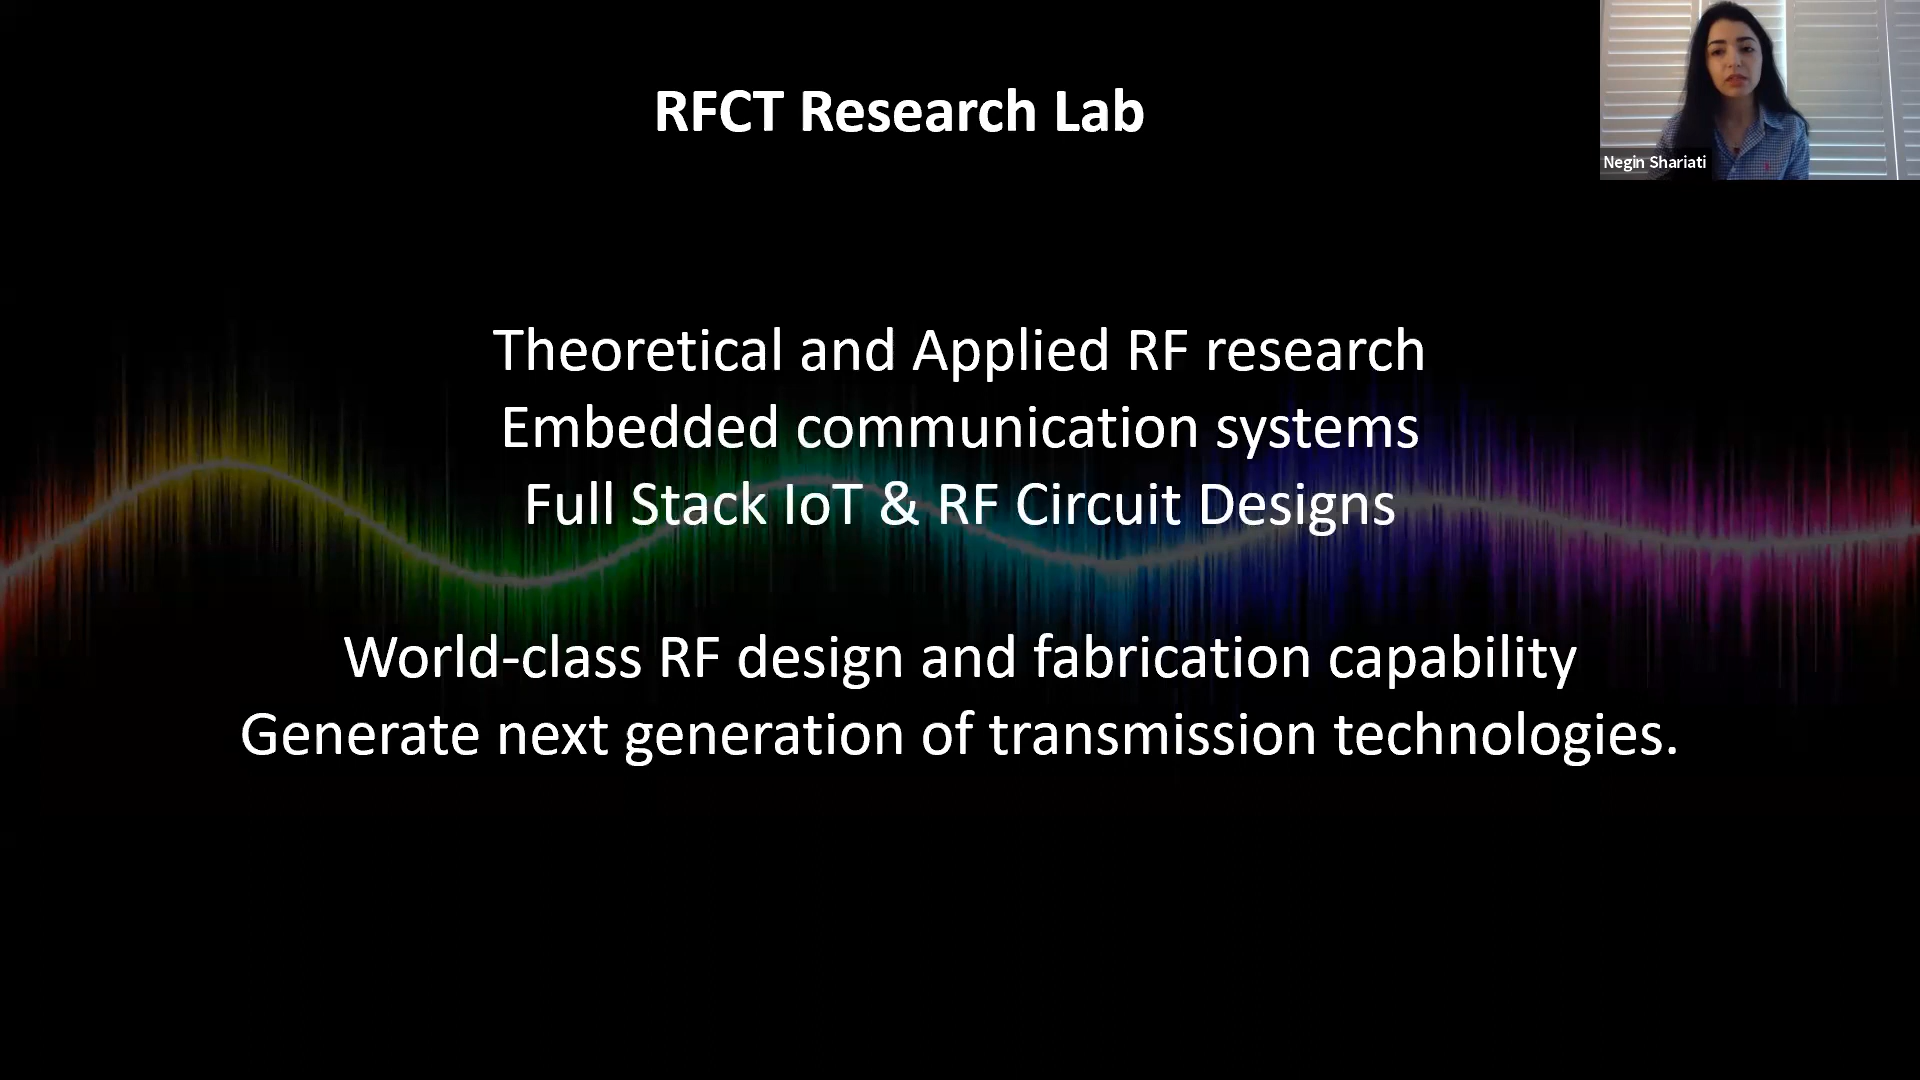 RFCT Research Lab
Negin Shariati
Theoretical and Applied RF research
Embedded communication systems
Full Stack IoT & RF Circuit Designs
World-class RF design and fabrication capability
Generate next generation of transmission technologies.